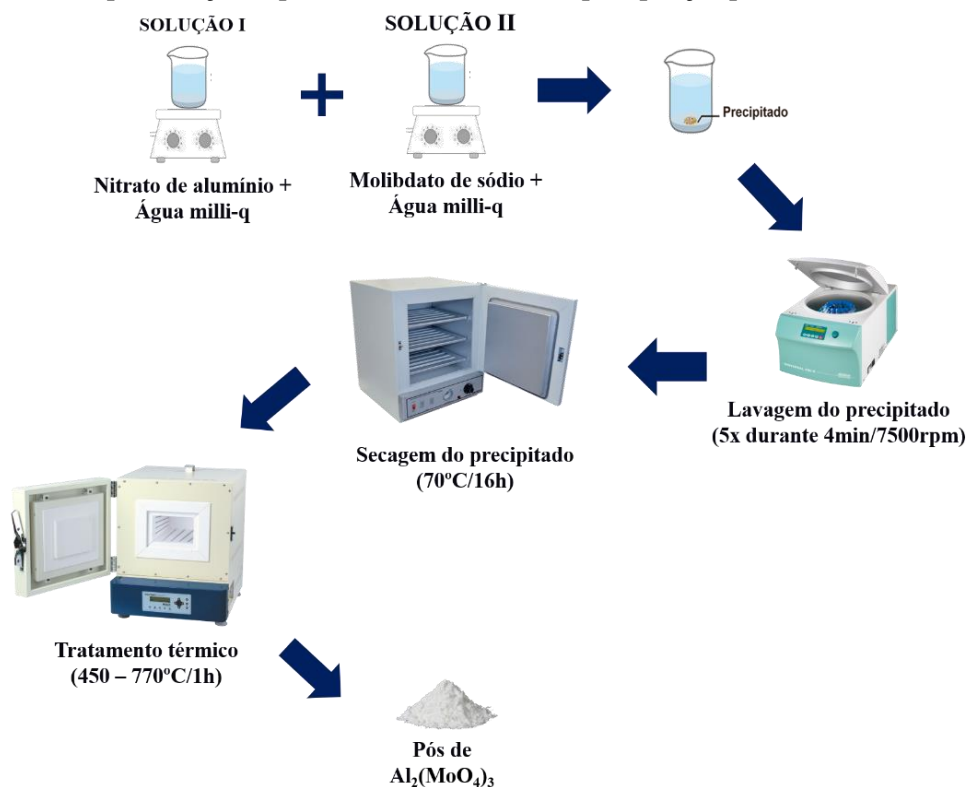 SOLUÇÃO I
SOLUÇÃO II
Precipitado
Nitrato de alumínio +
Água milli-q
Molibdato de sódio +
Água milli-q
Lavagem do precipitado
(5x durante 4min/7500rpm)
Secagem do precipitado
(70ºC/16h)
Tratamento térmico
(450 – 770ºC/1h)
Pós de
Al₂(MoO₄)₃